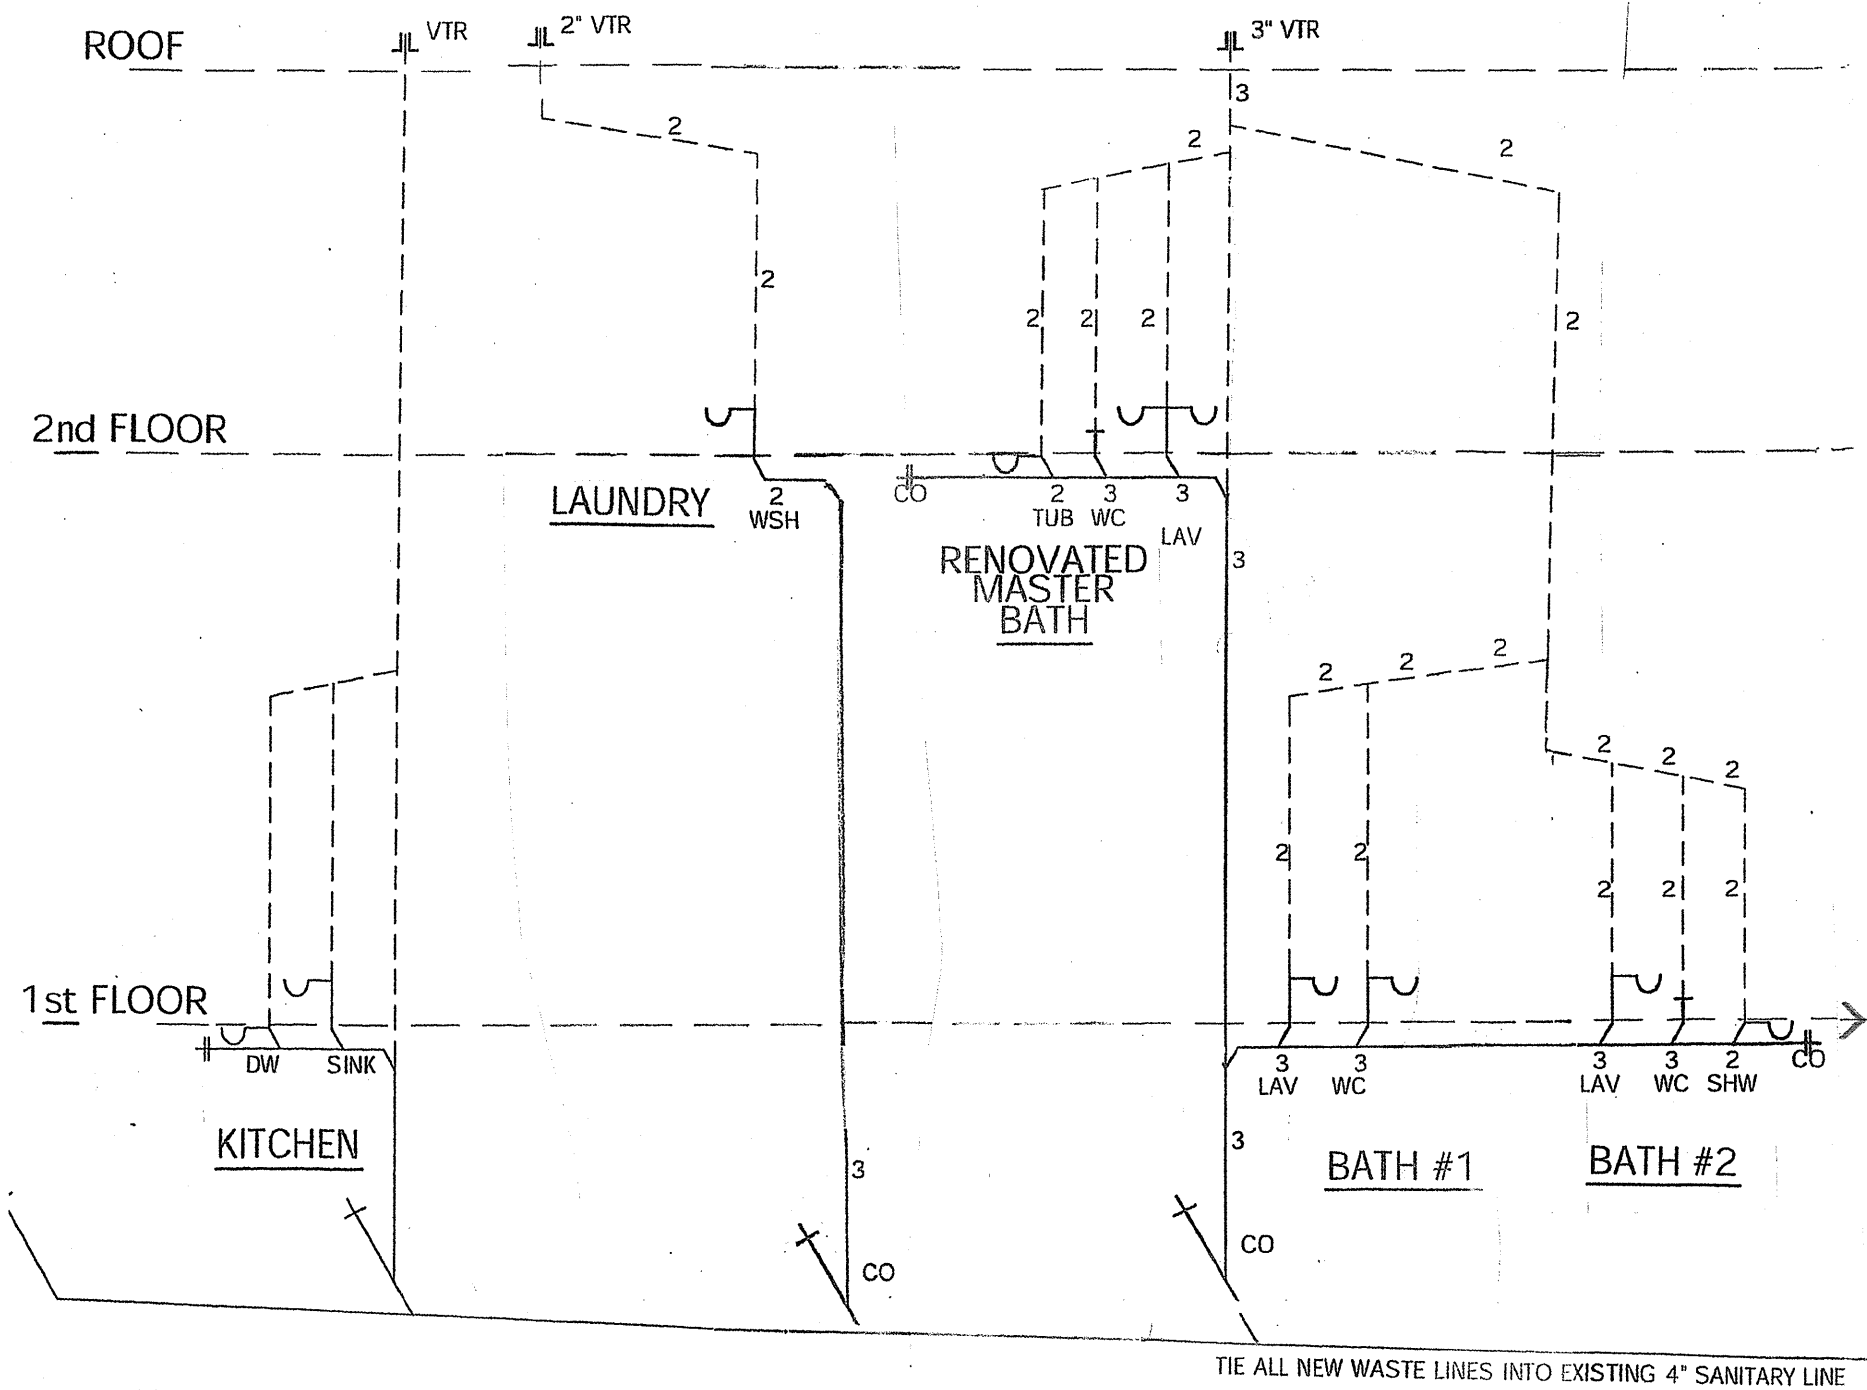 ROOF
VTR
2" VTR
3" VTR
3
2
2
2
2
2
2
2
2
2
2nd FLOOR
CO
2
WSH
LAUNDRY
2
3
3
TUB
WC
LAV
RENOVATED
MASTER
BATH
3
2
2
2
2
2
2
2
2
2
2
2
1st FLOOR
DW
SINK
3
3
3
3
2
CO
LAV
WC
LAV
WC
SHW
KITCHEN
3
3
BATH #1
BATH #2
CO
CO
TIE ALL NEW WASTE LINES INTO EXISTING 4" SANITARY LINE